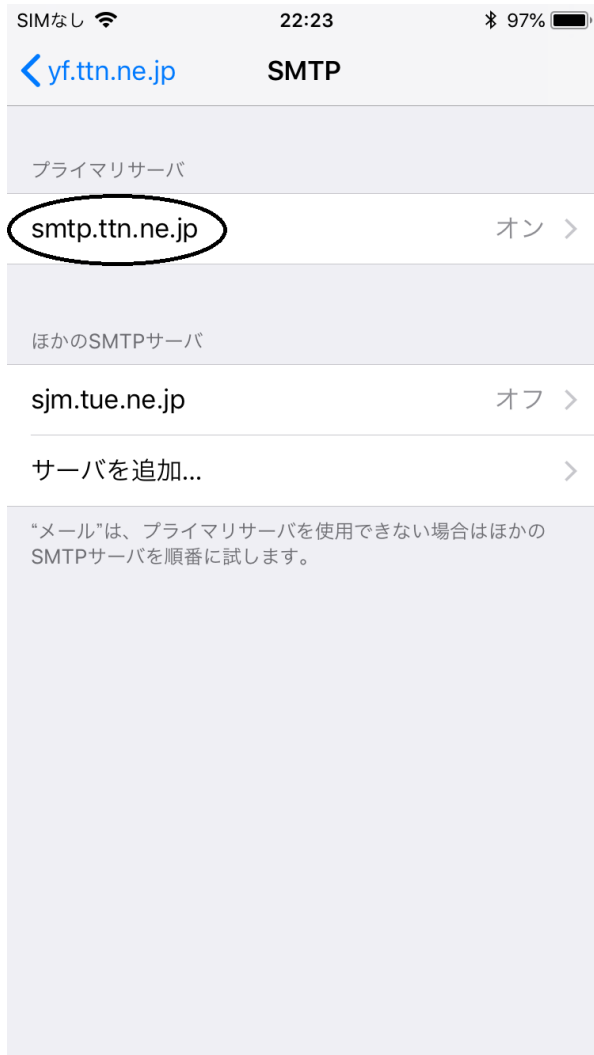 SIMなし 22:23 97%
yf.ttn.ne.jp SMTP
プライマリサーバ
smtp.ttn.ne.jp オン
ほかのSMTPサーバ
sjm.tue.ne.jp オフ
サーバを追加...
“メール”は、プライマリサーバを使用できない場合はほかの
SMTPサーバを順番に試します。